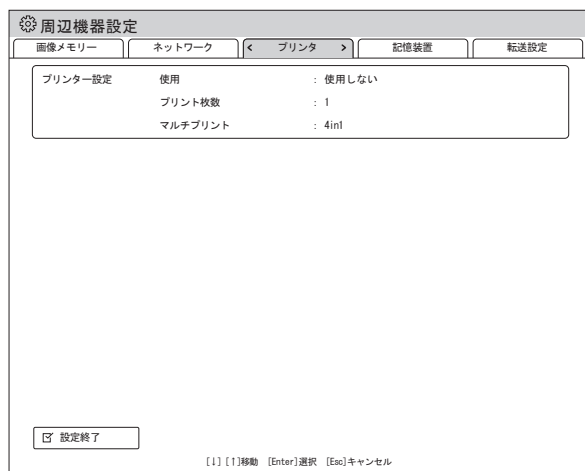 周辺機器設定
画像メモリー ネットワーク < プリンタ > 記憶装置 転送設定
プリンター設定 使用 : 使用しない
プリント枚数 : 1
マルチプリント : 4in1
設定終了
[↓] [↑]移動 [Enter]選択 [Esc]キャンセル